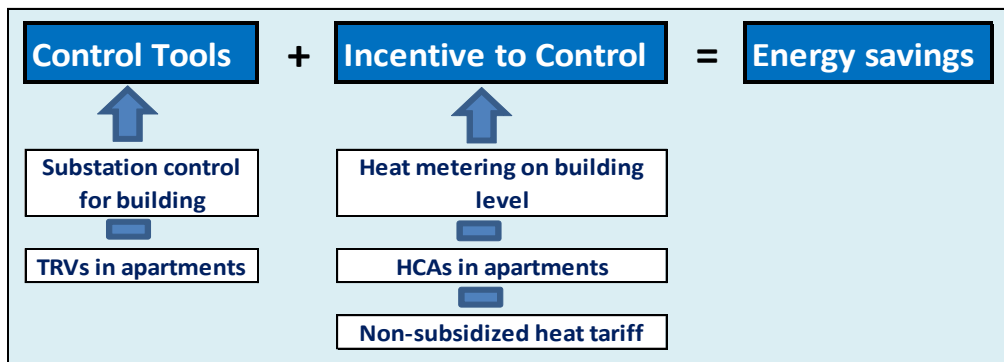 Control Tools + Incentive to Control = Energy savings
Substation control
for building
Heat metering on building
level
TRVs in apartments
HCAs in apartments
Non-subsidized heat tariff